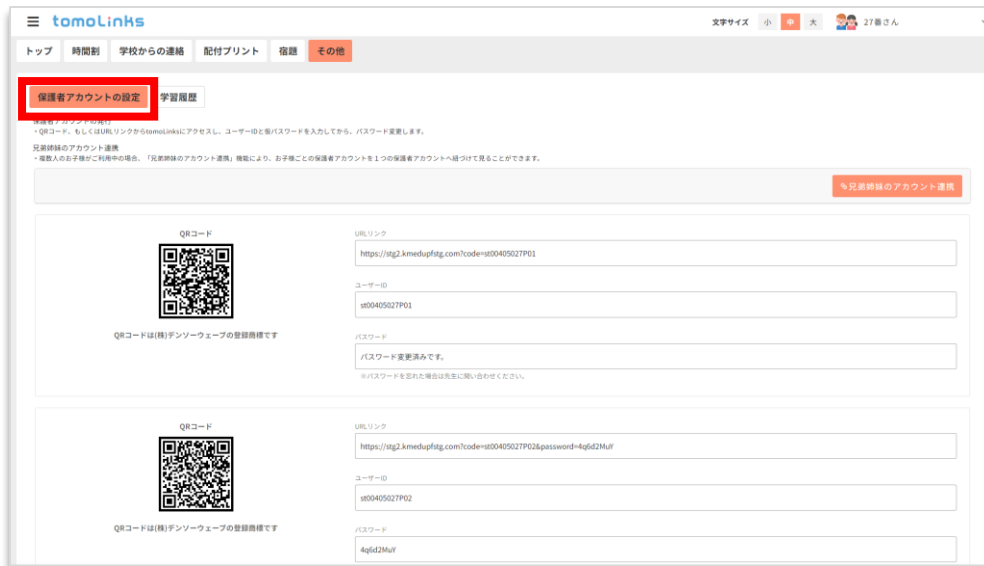 tomoLinks
文字サイズ 小 中 大 27番さん
トップ 時間割 学校からの連絡 配付プリント 宿題 その他
保護者アカウントの設定 学習履歴
保護者アカウントの発行
・QRコード、もしくはURLリンクからtomoLinksにアクセスし、ユーザーIDと仮パスワードを入力してから、パスワード変更します。
兄弟姉妹のアカウント連携
・複数人のお子様がご利用中の場合、「兄弟姉妹のアカウント連携」機能により、お子様ごとの保護者アカウントを１つの保護者アカウントへ紐づけて見ることができます。
兄弟姉妹のアカウント連携
QRコード
QRコードは(株)デンソーウェーブの登録商標です
URLリンク
https://stg2.kmedupfstg.com?code=st00405027P01
ユーザーID
st00405027P01
パスワード
パスワード変更済みです。
※パスワードを忘れた場合は先生に問い合わせください。
QRコード
QRコードは(株)デンソーウェーブの登録商標です
URLリンク
https://stg2.kmedupfstg.com?code=st00405027P02&password=4q6d2MuY
ユーザーID
st00405027P02
パスワード
4q6d2MuY